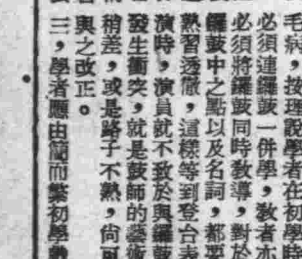 毛病，按理說學者在初學時
必須連鑼鼓一併學，敎者亦
必須將鑼鼓同時敎導，對於
鑼鼓中之點以及名詞，都要
熟習透徹，這樣等到登台表
演時，演員就不致於與鑼鼓
發生衝突，就是鼓師的藝術
稍差，或是路子不熟，尙可
與之改正。
三，學者應由簡而繁初學